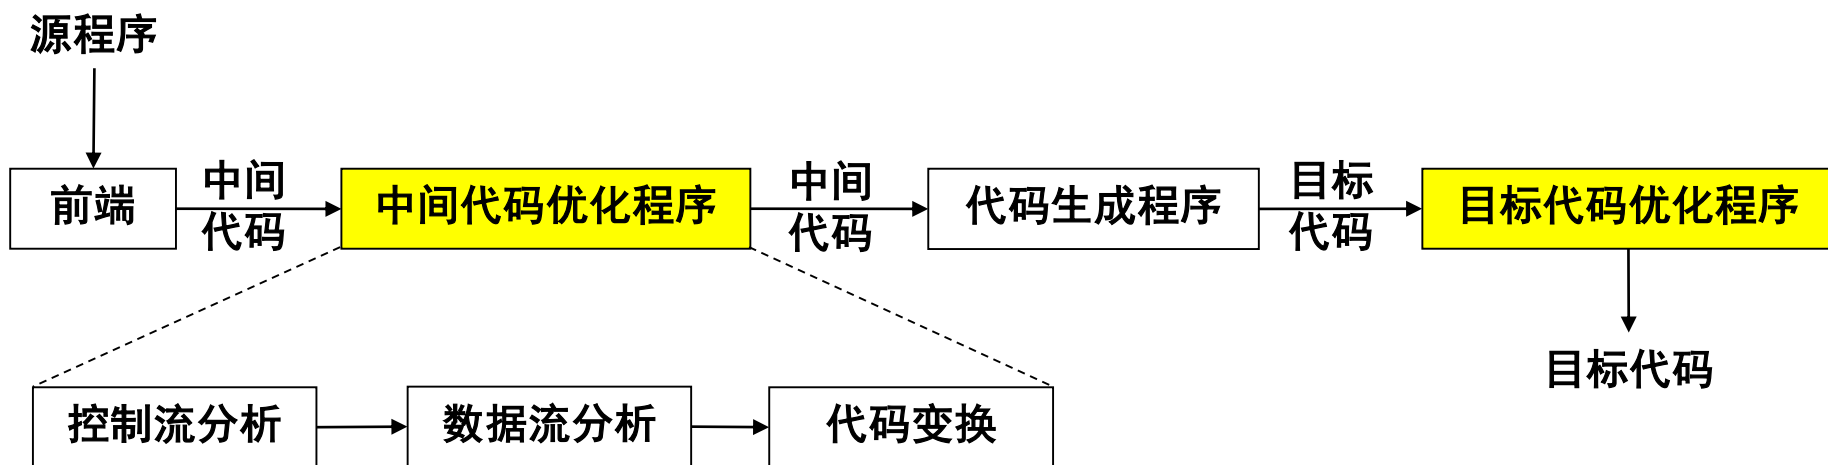 源程序
前端
中间
代码
中间代码优化程序
中间
代码
代码生成程序
目标
代码
目标代码优化程序
目标代码
控制流分析
数据流分析
代码变换